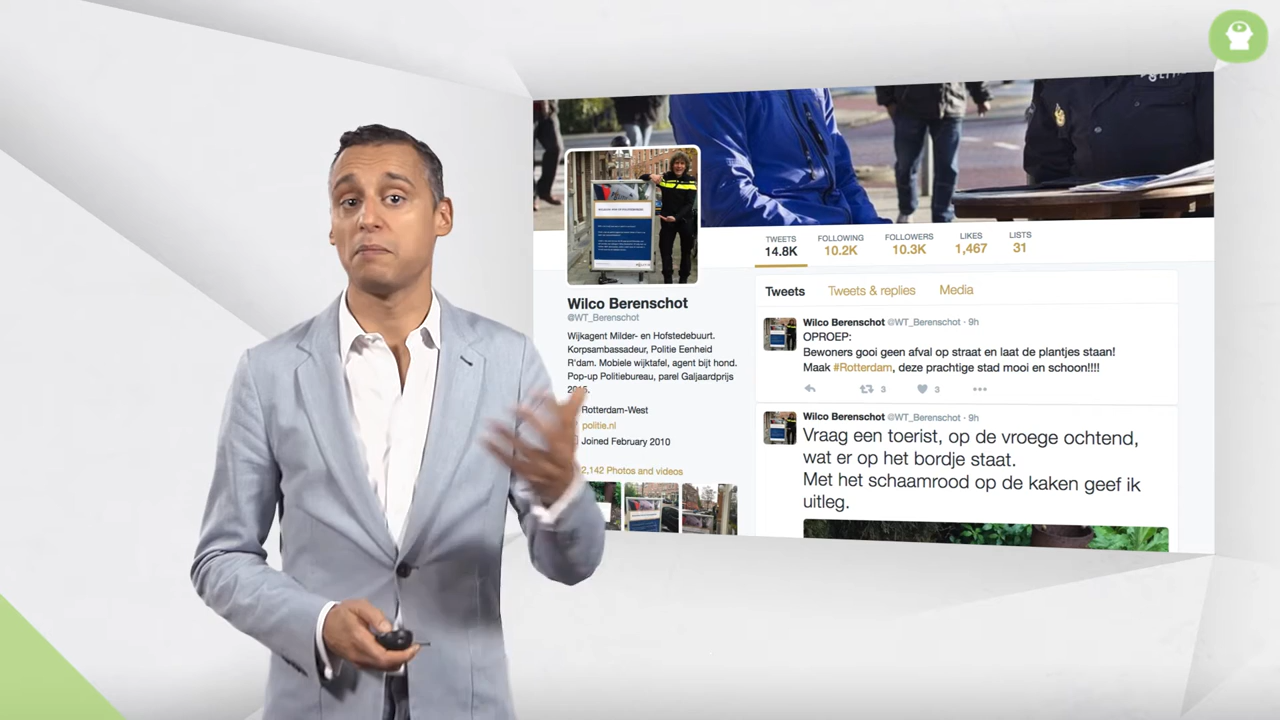 TWEETS
14.8K
FOLLOWING
10.2K
FOLLOWERS
10.3K
LIKES
1,467
LISTS
31
Tweets
Tweets & replies
Media
Wilco Berenschot
@WT_Berenschot
Wijkagent Milder- en Hofstedebuurt.
Korpsambassadeur, Politie Eenheid
R'dam. Mobiele wijktafel, agent bijt hond.
Pop-up Politiebureau, parel Galjaardprijs
Rotterdam-West
politie.nl
Joined February 2010
2,142 Photos and videos
Wilco Berenschot @WT_Berenschot · 9h
OPROEP:
Bewoners gooi geen afval op straat en laat de plantjes staan!
Maak #Rotterdam, deze prachtige stad mooi en schoon!!!!
3
3
Wilco Berenschot @WT_Berenschot · 9h
Vraag een toerist, op de vroege ochtend,
wat er op het bordje staat.
Met het schaamrood op de kaken geef ik
uitleg.